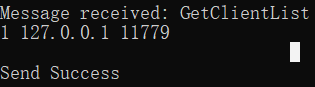 Message received: GetClientList
1 127.0.0.1 11779
Send Success